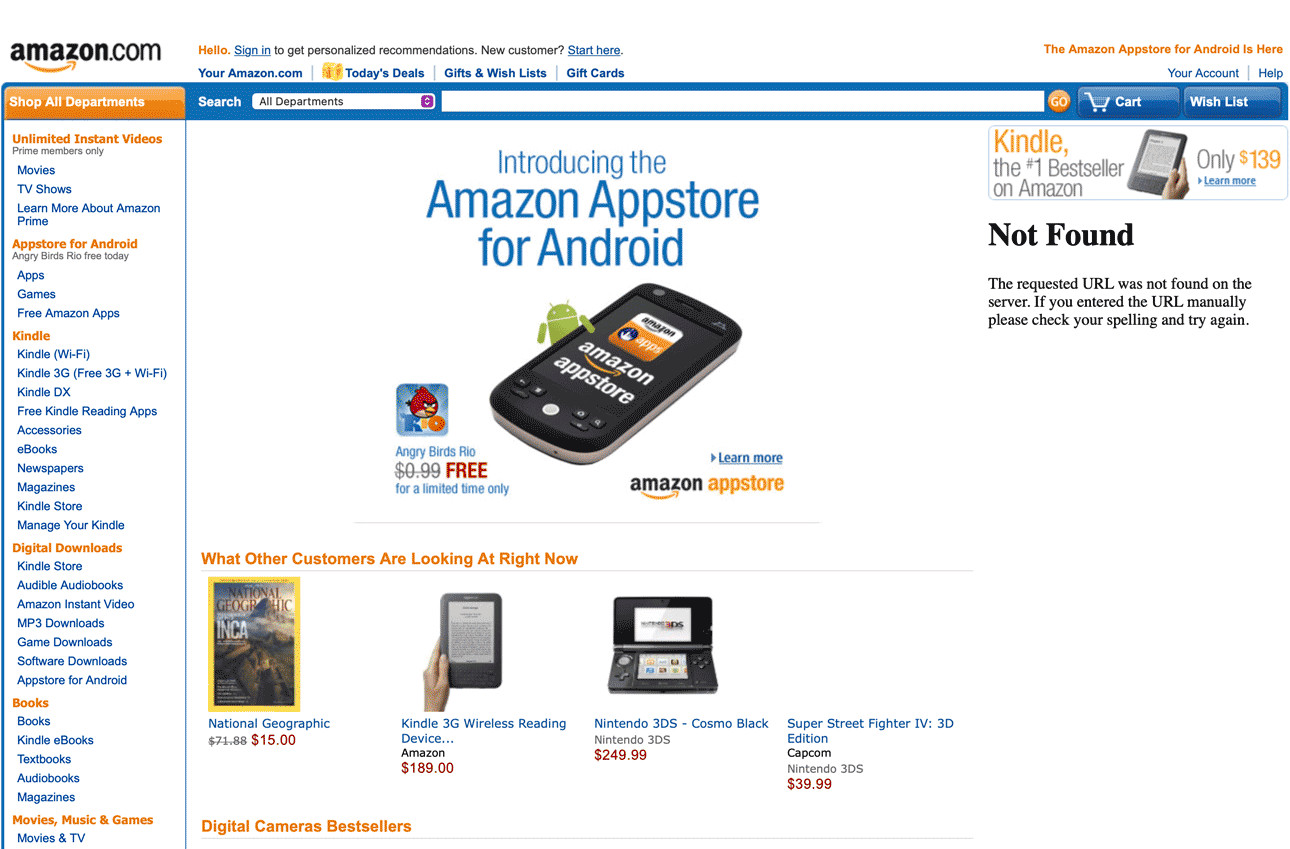 amazon.com
Hello. Sign in to get personalized recommendations. New customer? Start here.
The Amazon Appstore for Android Is Here
Your Amazon.com
Today's Deals
Gifts & Wish Lists
Gift Cards
Your Account
Help
Shop All Departments
Search
All Departments
GO
Cart
Wish List
Unlimited Instant Videos
Prime members only
Movies
TV Shows
Learn More About Amazon
Prime
Appstore for Android
Angry Birds Rio free today
Apps
Games
Free Amazon Apps
Kindle
Kindle (Wi-Fi)
Kindle 3G (Free 3G + Wi-Fi)
Kindle DX
Free Kindle Reading Apps
Accessories
eBooks
Newspapers
Magazines
Kindle Store
Manage Your Kindle
Digital Downloads
Kindle Store
Audible Audiobooks
Amazon Instant Video
MP3 Downloads
Game Downloads
Software Downloads
Appstore for Android
Books
Books
Kindle eBooks
Textbooks
Audiobooks
Magazines
Movies, Music & Games
Movies & TV
Introducing the
Amazon Appstore
for Android
amazon
apps
amazon
appstore
Angry Birds Rio
$0.99 FREE
for a limited time only
Learn more
amazon appstore
Kindle,
the #1 Bestseller
on Amazon
Only $139
Learn more
Not Found
The requested URL was not found on the
server. If you entered the URL manually
please check your spelling and try again.
What Other Customers Are Looking At Right Now
NATIONAL
GEOGRAPHIC
INCA
NINTENDO 3DS
National Geographic
$71.88 $15.00
Kindle 3G Wireless Reading
Device...
Amazon
$189.00
Nintendo 3DS - Cosmo Black
Nintendo 3DS
$249.99
Super Street Fighter IV: 3D
Edition
Capcom
Nintendo 3DS
$39.99
Digital Cameras Bestsellers